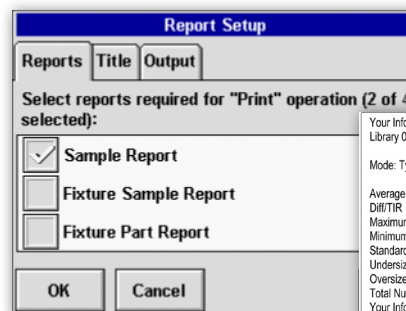 Report Setup
Reports Title Output
Select reports required for "Print" operation (2 of 4
selected):
Sample Report
Fixture Sample Report
Fixture Part Report
OK Cancel
Your Info
Library 0
Mode: Ty
Average
Diff/TIR
Maximum
Minimum
Standard
Undersiz
Oversize
Total Nu
Your Info